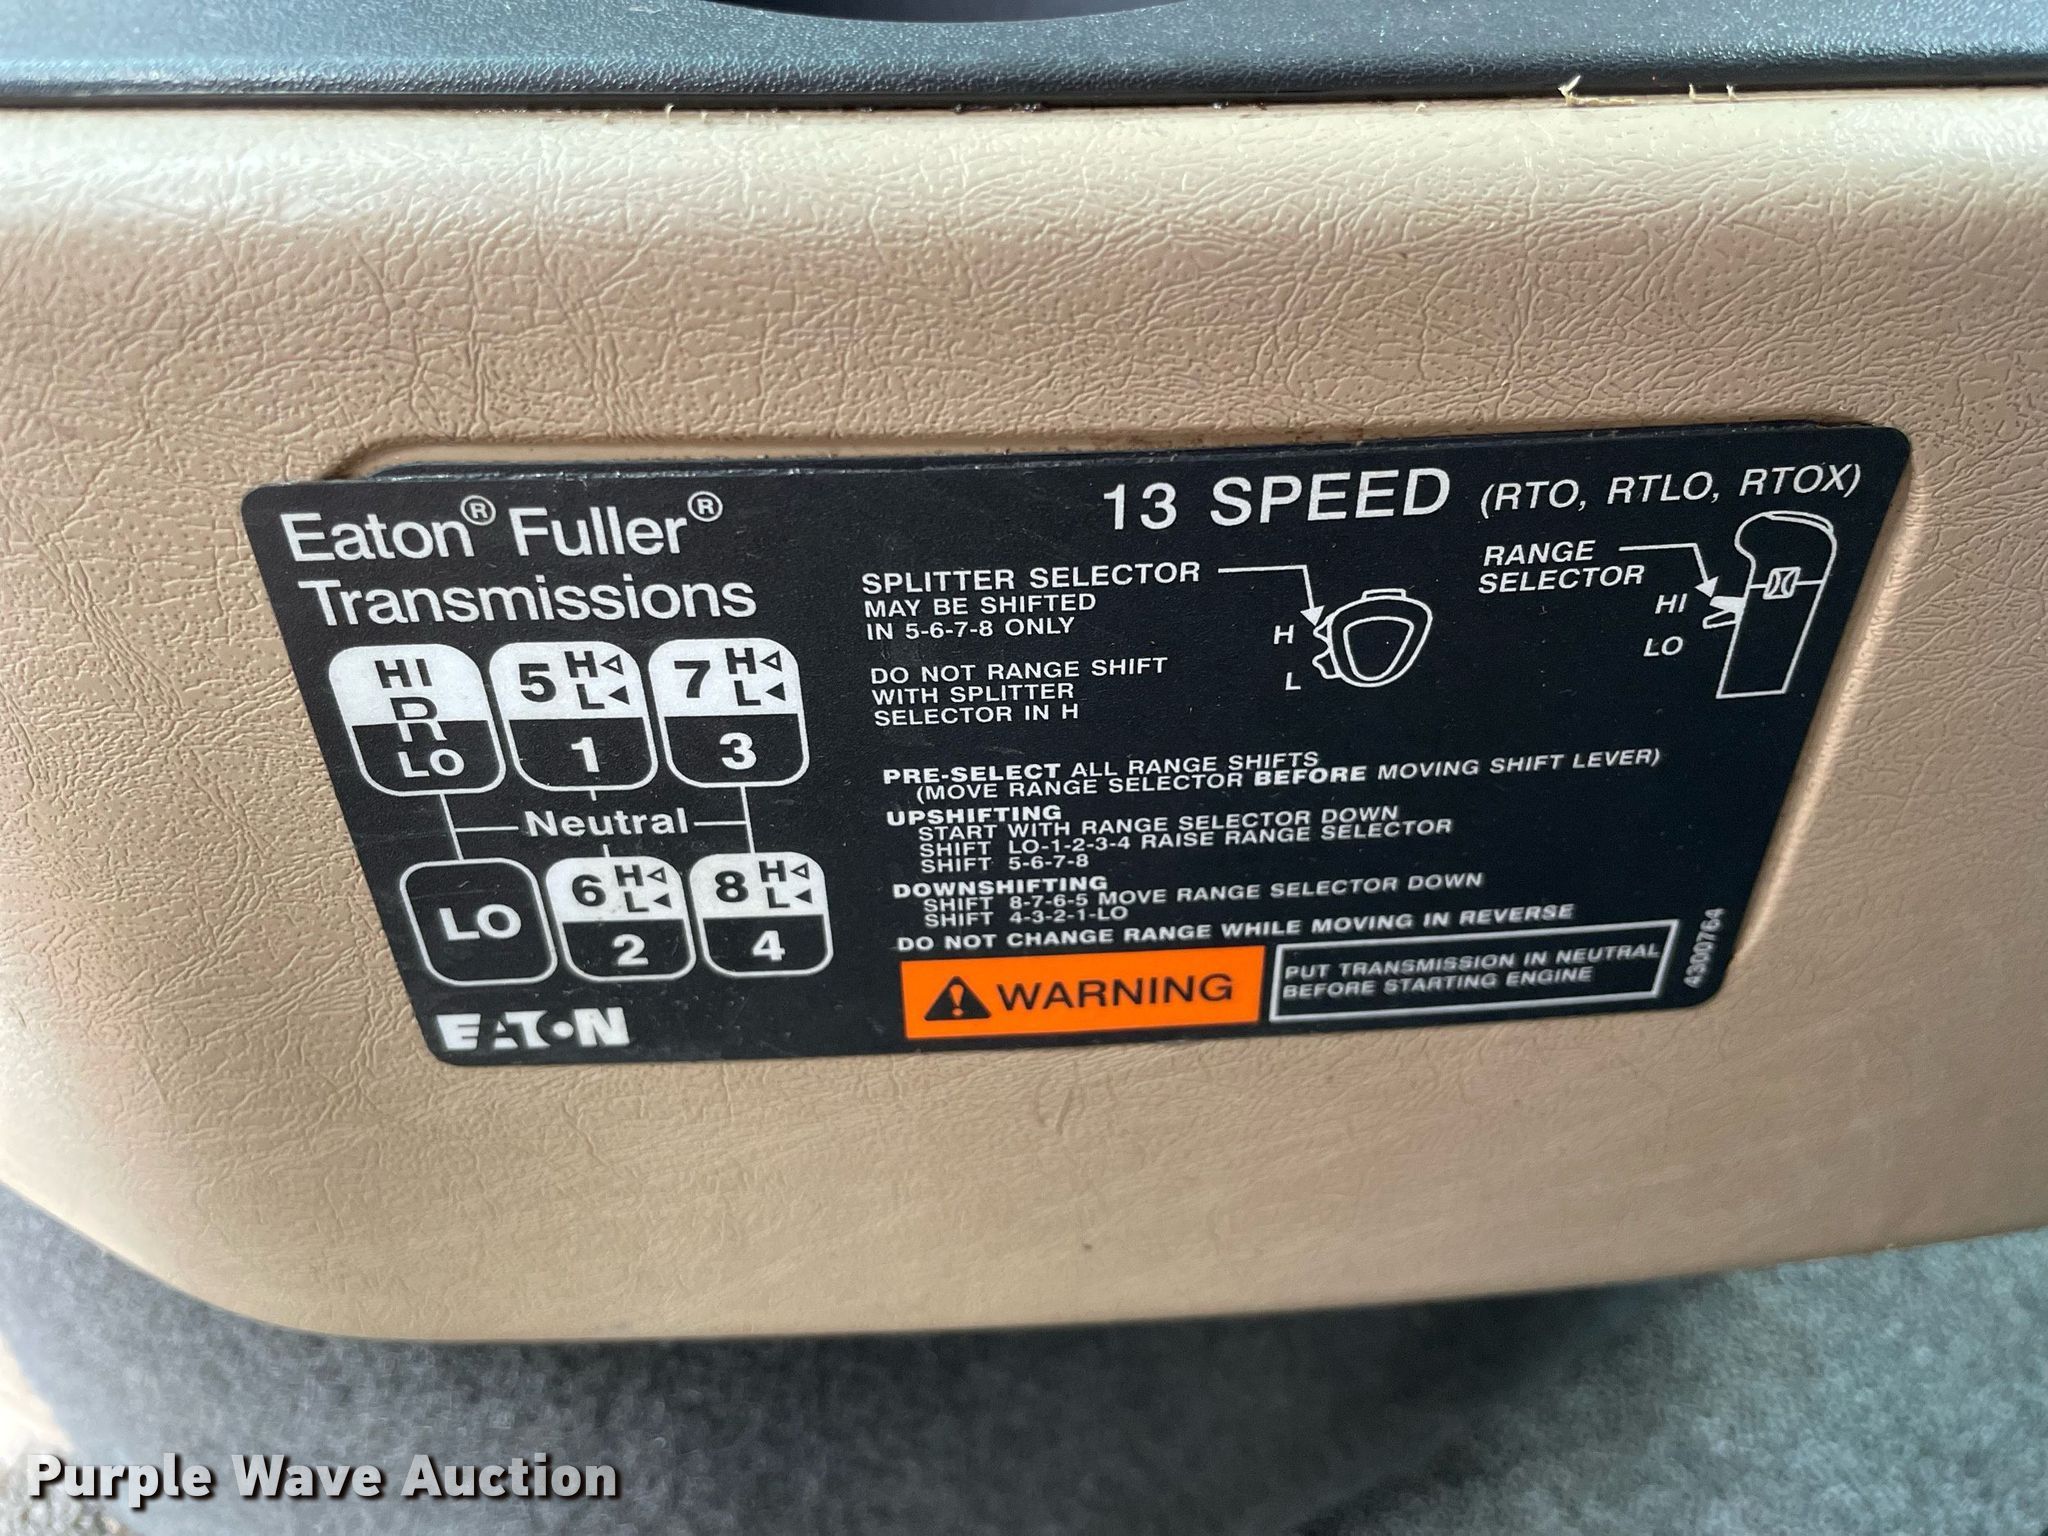 Eaton® Fuller®
Transmissions
13 SPEED (RTO, RTLO, RTOX)
SPLITTER SELECTOR
MAY BE SHIFTED
IN 5-6-7-8 ONLY
H
L
RANGE
SELECTOR
HI
LO
DO NOT RANGE SHIFT
WITH SPLITTER
SELECTOR IN H
HI
R
LO
5 H
L
1
7 H
L
3
Neutral
LO
6 H
L
2
8 H
L
4
PRE-SELECT ALL RANGE SHIFTS
(MOVE RANGE SELECTOR BEFORE MOVING SHIFT LEVER)
UPSHIFTING
START WITH RANGE SELECTOR DOWN
SHIFT LO-1-2-3-4 RAISE RANGE SELECTOR
SHIFT 5-6-7-8
DOWNSHIFTING
SHIFT 8-7-6-5 MOVE RANGE SELECTOR DOWN
SHIFT 4-3-2-1-LO
DO NOT CHANGE RANGE WHILE MOVING IN REVERSE
WARNING
PUT TRANSMISSION IN NEUTRAL
BEFORE STARTING ENGINE
4300764
EATON
Purple Wave Auction